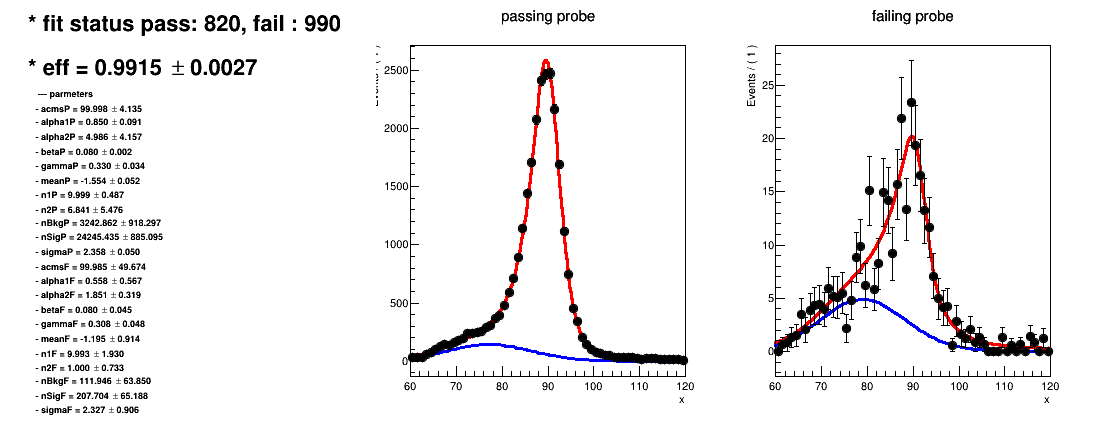 * fit status pass: 820, fail : 990
* eff = 0.9915 ± 0.0027
--- parmeters
- acmsP = 99.998 ± 4.135
- alpha1P = 0.850 ± 0.091
- alpha2P = 4.986 ± 4.157
- betaP = 0.080 ± 0.002
- gammaP = 0.330 ± 0.034
- meanP = -1.554 ± 0.052
- n1P = 9.999 ± 0.487
- n2P = 6.841 ± 5.476
- nBkgP = 3242.862 ± 918.297
- nSigP = 24245.435 ± 885.095
- sigmaP = 2.358 ± 0.050
- acmsF = 99.985 ± 49.674
- alpha1F = 0.558 ± 0.567
- alpha2F = 1.851 ± 0.319
- betaF = 0.080 ± 0.045
- gammaF = 0.308 ± 0.048
- meanF = -1.195 ± 0.914
- n1F = 9.993 ± 1.930
- n2F = 1.000 ± 0.733
- nBkgF = 111.946 ± 63.850
- nSigF = 207.704 ± 65.188
- sigmaF = 2.327 ± 0.906
passing probe
2500
2000
1500
1000
500
0
60 70 80 90 100 110 120
x
failing probe
Events / ( 1 )
25
20
15
10
5
0
60 70 80 90 100 110 120
x